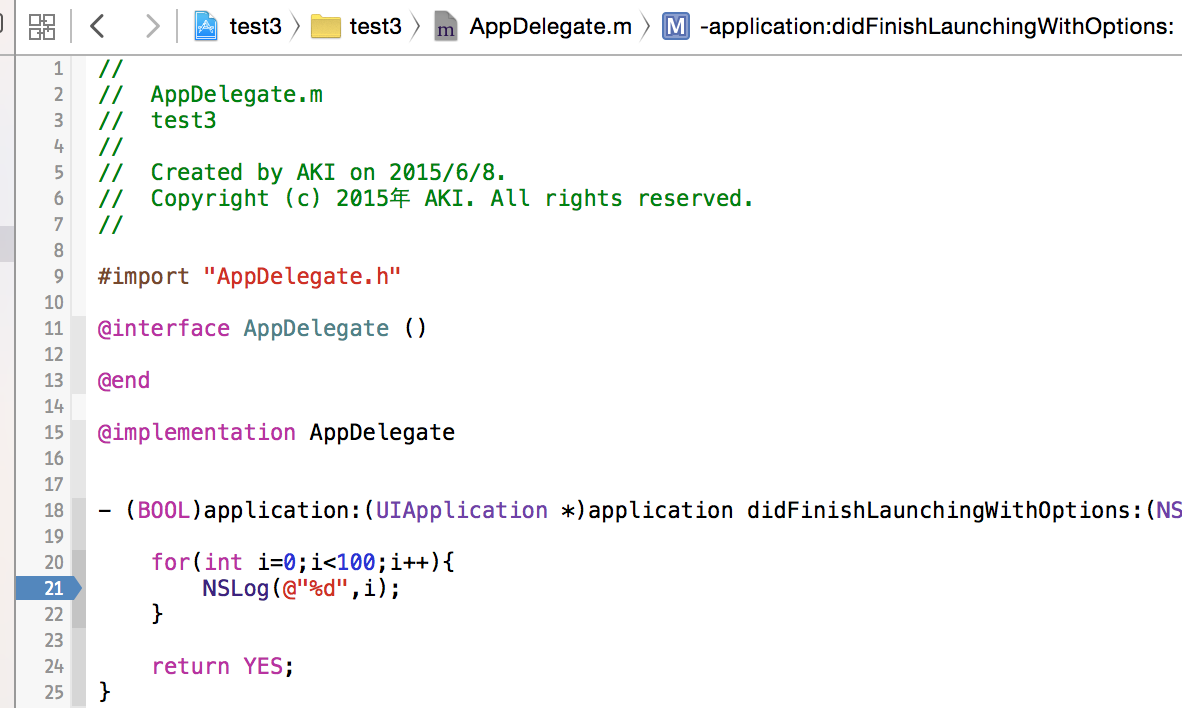 test3 test3 m AppDelegate.m M -application:didFinishLaunchingWithOptions:
1 //
2 //  AppDelegate.m
3 //  test3
4 //
5 //  Created by AKI on 2015/6/8.
6 //  Copyright (c) 2015年 AKI. All rights reserved.
7 //
8
9 #import "AppDelegate.h"
10
11 @interface AppDelegate ()
12
13 @end
14
15 @implementation AppDelegate
16
17
18 - (BOOL)application:(UIApplication *)application didFinishLaunchingWithOptions:(NS
19
20     for(int i=0;i<100;i++){
21         NSLog(@"%d",i);
22     }
23
24     return YES;
25 }